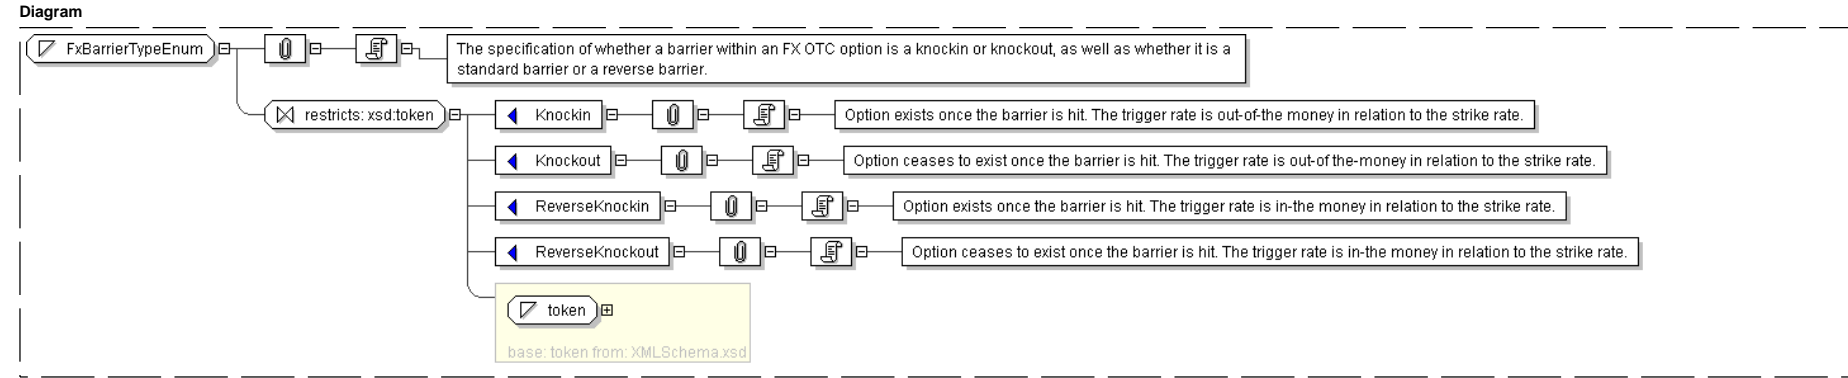 Diagram
FxBarrierTypeEnum
The specification of whether a barrier within an FX OTC option is a knockin or knockout, as well as whether it is a
standard barrier or a reverse barrier.
restricts: xsd:token
Knockin
Option exists once the barrier is hit. The trigger rate is out-of-the money in relation to the strike rate.
Knockout
Option ceases to exist once the barrier is hit. The trigger rate is out-of the-money in relation to the strike rate.
ReverseKnockin
Option exists once the barrier is hit. The trigger rate is in-the money in relation to the strike rate.
ReverseKnockout
Option ceases to exist once the barrier is hit. The trigger rate is in-the money in relation to the strike rate.
token
base: token from: XMLSchema.xsd